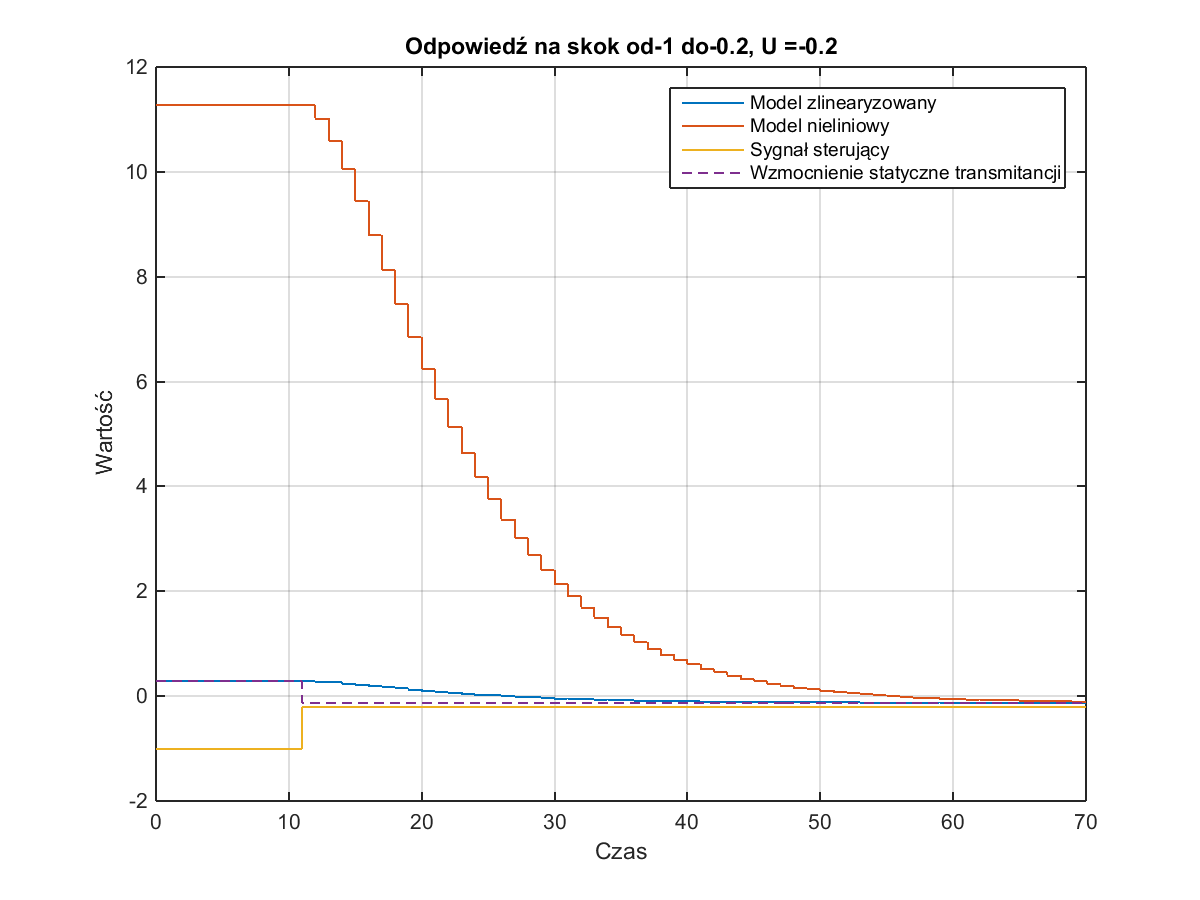 Odpowiedź na skok od-1 do-0.2, U =-0.2
Model zlinearyzowany
Model nieliniowy
Sygnał sterujący
Wzmocnienie statyczne transmitancji
Wartość
12
10
8
6
4
2
0
-2
0 10 20 30 40 50 60 70
Czas